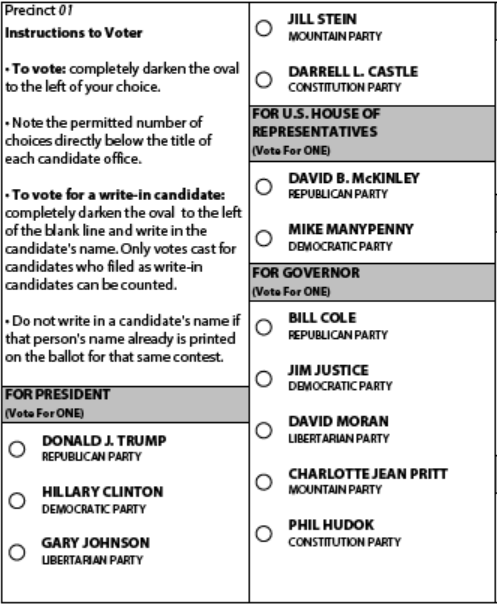 Precinct 01
Instructions to Voter
• To vote: completely darken the oval
to the left of your choice.
• Note the permitted number of
choices directly below the title of
each candidate office.
• To vote for a write-in candidate:
completely darken the oval to the left
of the blank line and write in the
candidate's name. Only votes cast for
candidates who filed as write-in
candidates can be counted.
• Do not write in a candidate's name if
that person's name already is printed
on the ballot for that same contest.
FOR PRESIDENT
(Vote For ONE)
DONALD J. TRUMP
REPUBLICAN PARTY
HILLARY CLINTON
DEMOCRATIC PARTY
GARY JOHNSON
LIBERTARIAN PARTY
JILL STEIN
MOUNTAIN PARTY
DARRELL L. CASTLE
CONSTITUTION PARTY
FOR U.S. HOUSE OF
REPRESENTATIVES
(Vote For ONE)
DAVID B. McKINLEY
REPUBLICAN PARTY
MIKE MANYPENNY
DEMOCRATIC PARTY
FOR GOVERNOR
(Vote For ONE)
BILL COLE
REPUBLICAN PARTY
JIM JUSTICE
DEMOCRATIC PARTY
DAVID MORAN
LIBERTARIAN PARTY
CHARLOTTE JEAN PRITT
MOUNTAIN PARTY
PHIL HUDOK
CONSTITUTION PARTY